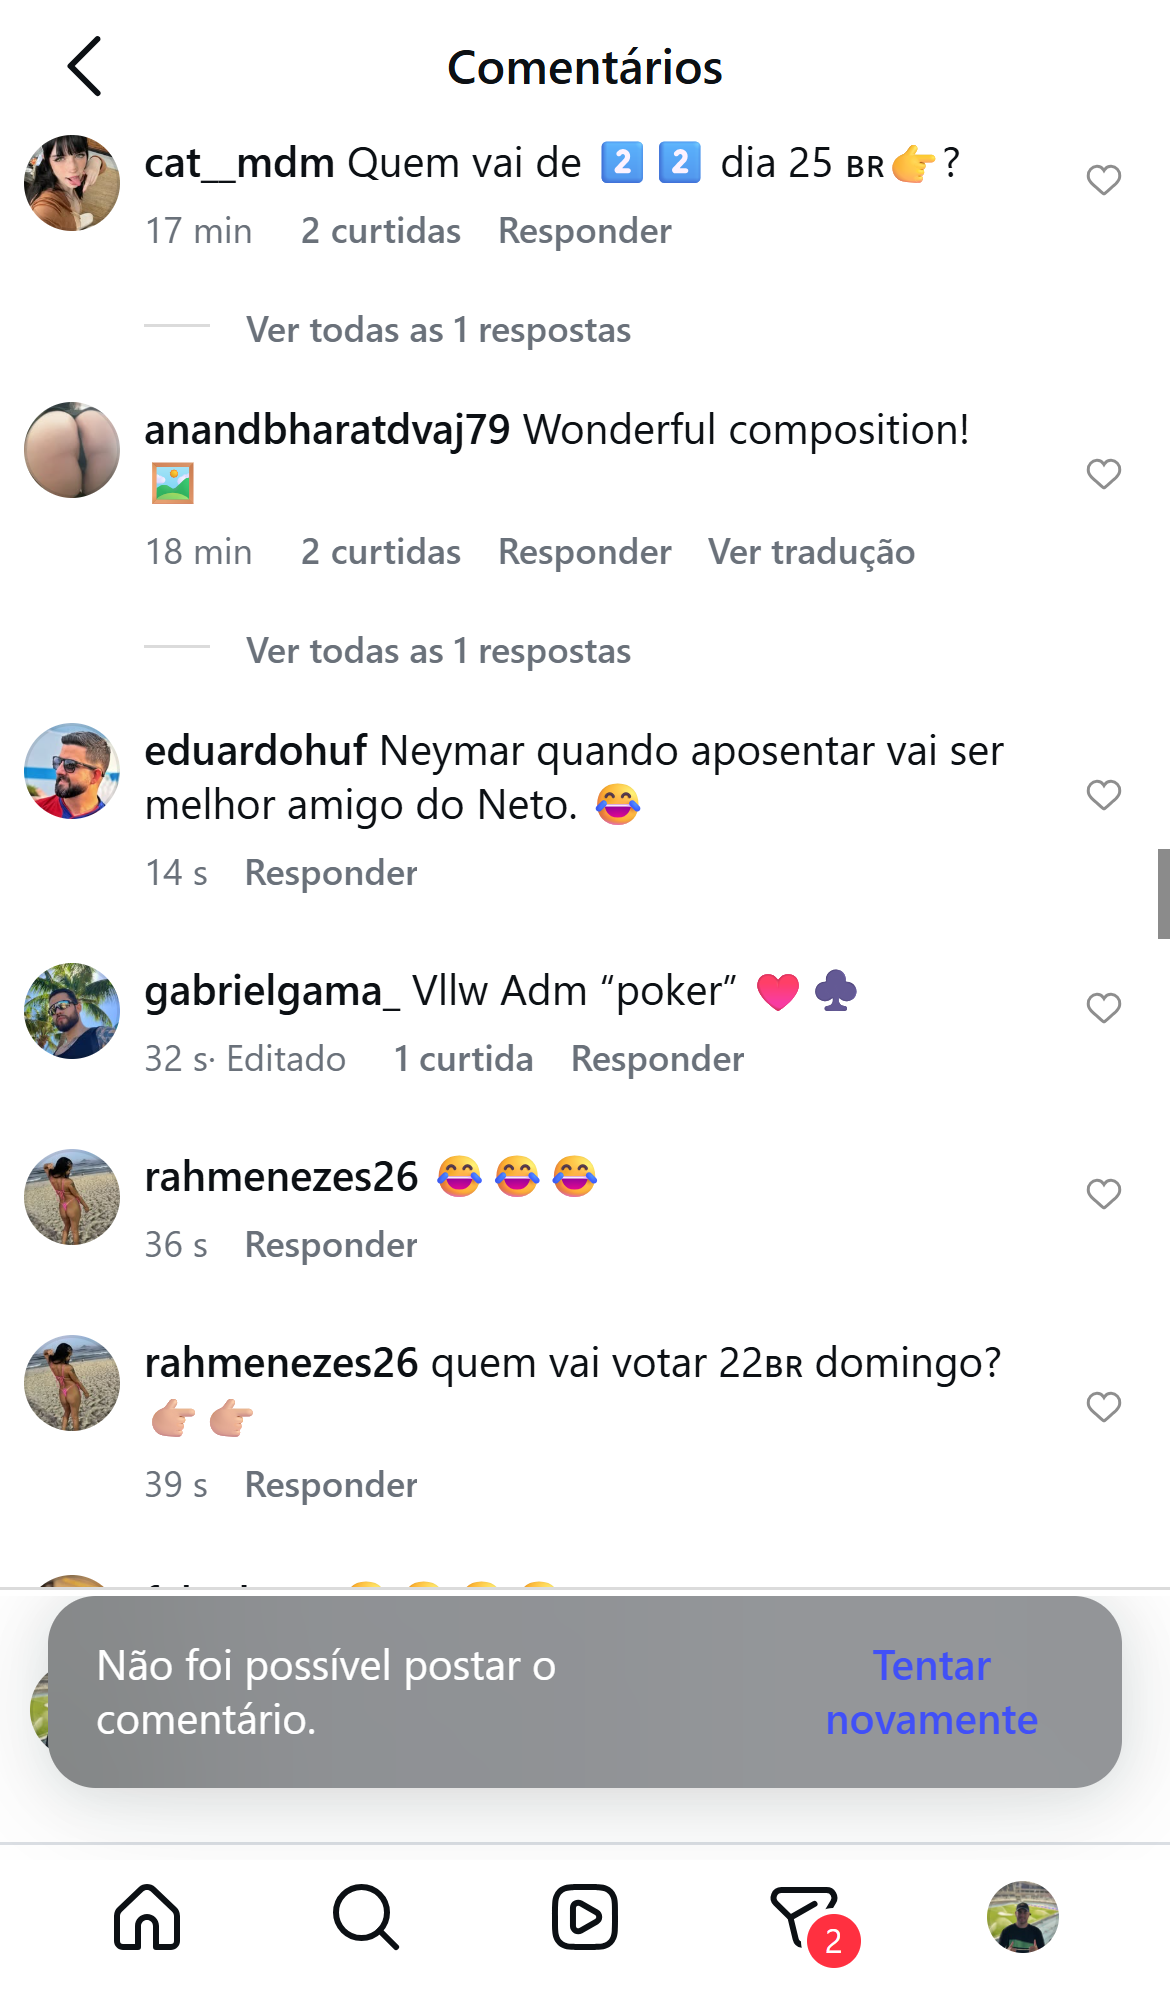 Comentários
cat__mdm Quem vai de 2️⃣ 2️⃣ dia 25 ʙʀ👉?
17 min 2 curtidas Responder
Ver todas as 1 respostas
anandbharatdvaj79 Wonderful composition!
🖼️
18 min 2 curtidas Responder Ver tradução
Ver todas as 1 respostas
eduardohuf Neymar quando aposentar vai ser
melhor amigo do Neto. 😂
14 s Responder
gabrielgama_ Vllw Adm “poker” ♥️ ♣️
32 s· Editado 1 curtida Responder
rahmenezes26 😂 😂 😂
36 s Responder
rahmenezes26 quem vai votar 22ʙʀ domingo?
👉🏼 👉🏼
39 s Responder
Não foi possível postar o
comentário.
Tentar
novamente
2